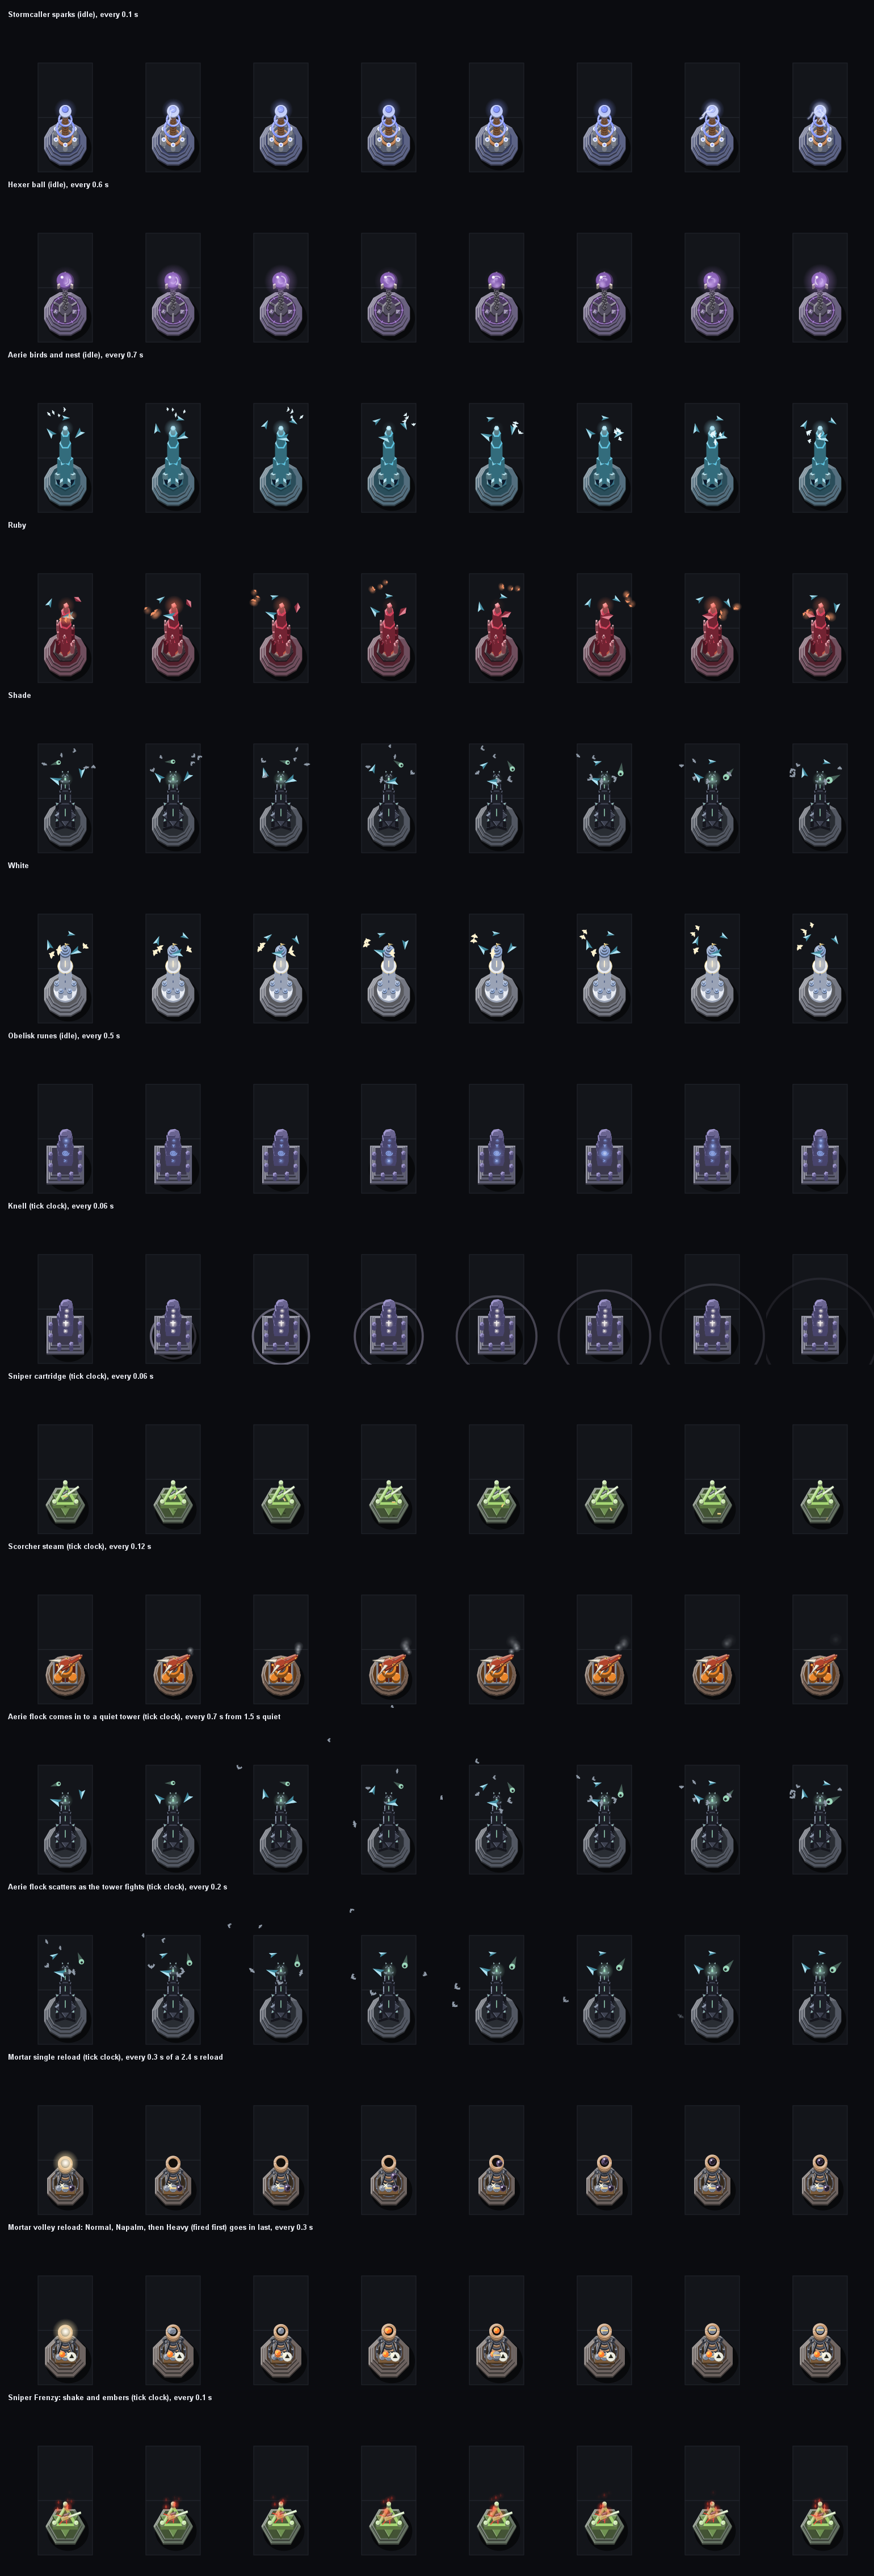 Stormcaller sparks (idle), every 0.1 s
Hexer ball (idle), every 0.6 s
Aerie birds and nest (idle), every 0.7 s
Ruby
Shade
White
Obelisk runes (idle), every 0.5 s
Knell (tick clock), every 0.06 s
Sniper cartridge (tick clock), every 0.06 s
Scorcher steam (tick clock), every 0.12 s
Aerie flock comes in to a quiet tower (tick clock), every 0.7 s from 1.5 s quiet
Aerie flock scatters as the tower fights (tick clock), every 0.2 s
Mortar single reload (tick clock), every 0.3 s of a 2.4 s reload
Mortar volley reload: Normal, Napalm, then Heavy (fired first) goes in last, every 0.3 s
Sniper Frenzy: shake and embers (tick clock), every 0.1 s